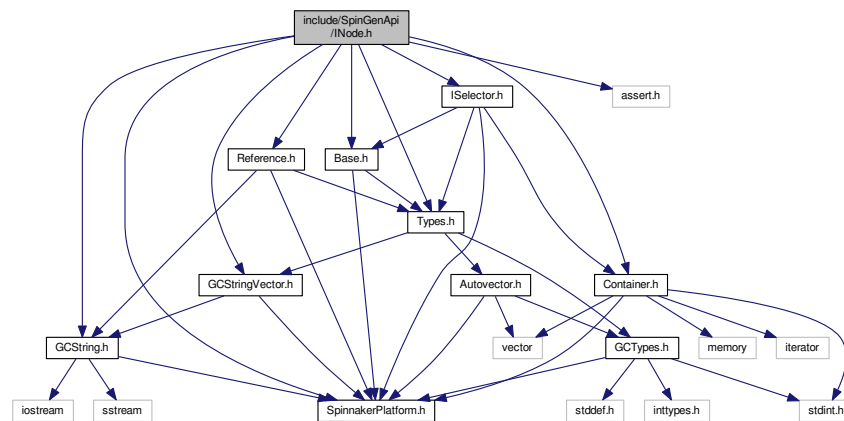 include/SpinGenApi
/INode.h
ISelector.h
assert.h
Reference.h
Base.h
Types.h
GCStringVector.h
Autovector.h
Container.h
GCString.h
vector
GCTypes.h
memory
iterator
iostream
sstream
SpinnakerPlatform.h
stddef.h
inttypes.h
stdint.h